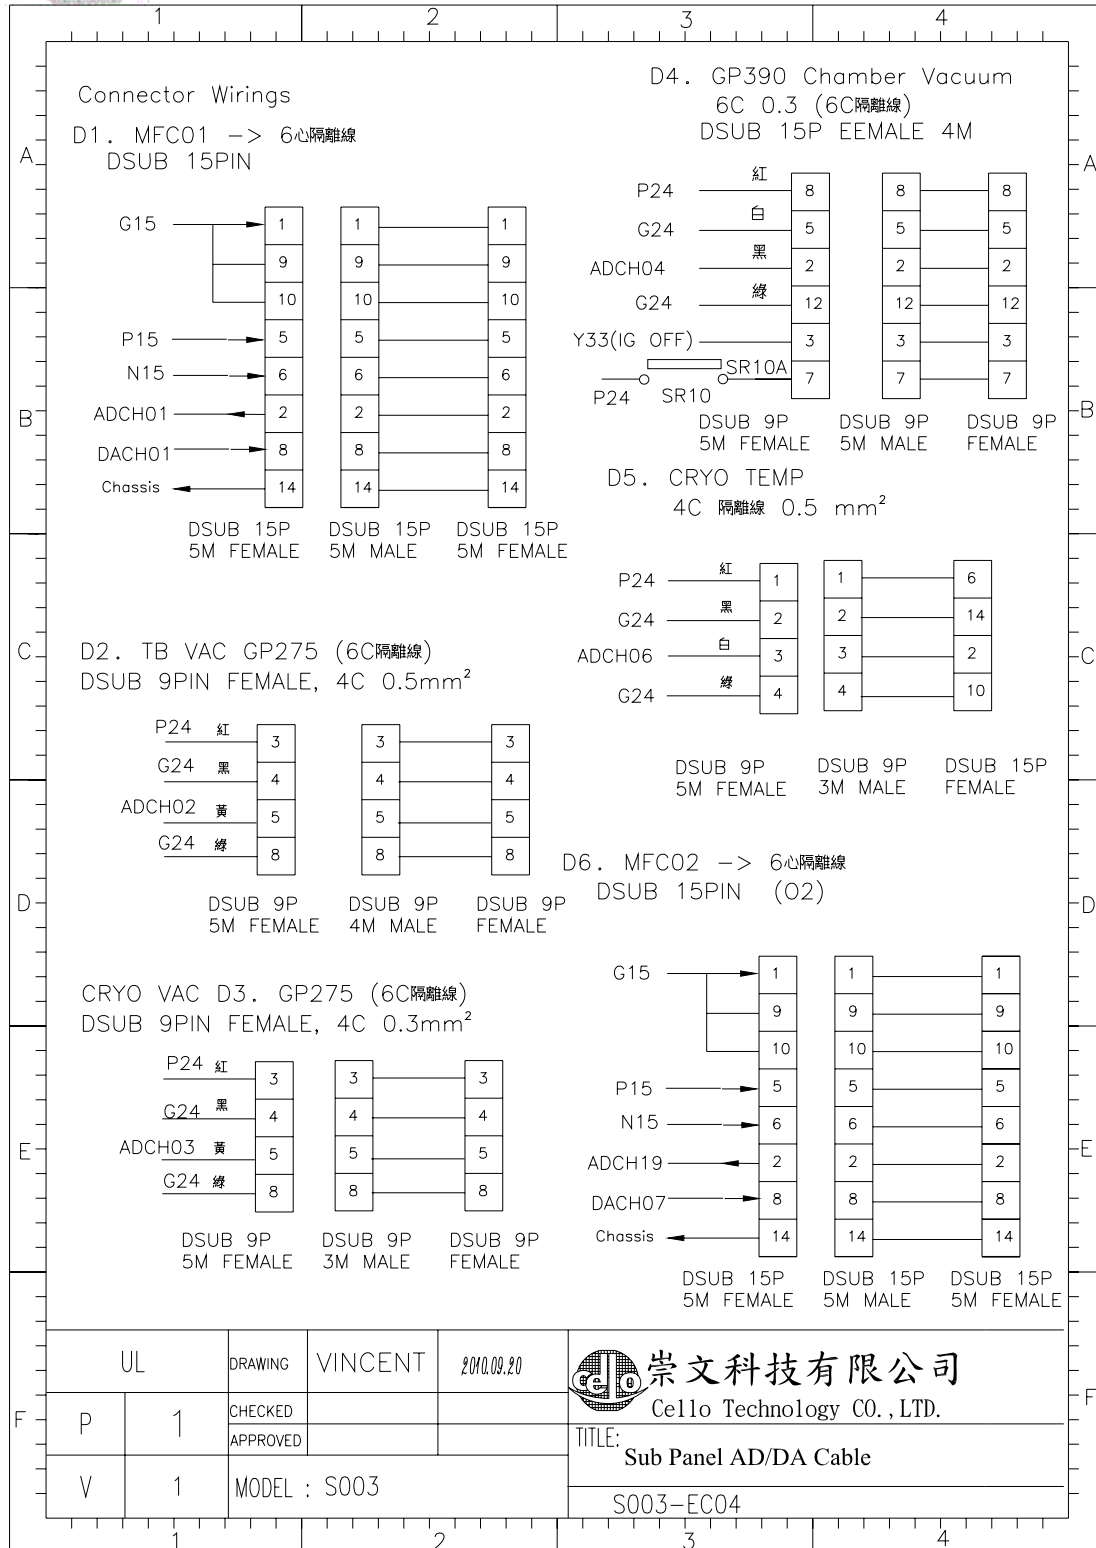 1 2 3 4
A
B
C
D
E
F
A
B
C
D
E
F
Connector Wirings
D1. MFC01 -> 6心隔離線
DSUB 15PIN
G15 1 1 1
9 9 9
10 10 10
P15 5 5 5
N15 6 6 6
ADCH01 2 2 2
DACH01 8 8 8
Chassis 14 14 14
DSUB 15P DSUB 15P DSUB 15P
5M FEMALE 5M MALE 5M FEMALE
D2. TB VAC GP275 (6C隔離線)
DSUB 9PIN FEMALE, 4C 0.5mm²
P24 紅 3 3 3
G24 黑 4 4 4
ADCH02 黃 5 5 5
G24 綠 8 8 8
DSUB 9P DSUB 9P DSUB 9P
5M FEMALE 4M MALE FEMALE
CRYO VAC D3. GP275 (6C隔離線)
DSUB 9PIN FEMALE, 4C 0.3mm²
P24 紅 3 3 3
G24 黑 4 4 4
ADCH03 黃 5 5 5
G24 綠 8 8 8
DSUB 9P DSUB 9P DSUB 9P
5M FEMALE 3M MALE FEMALE
D4. GP390 Chamber Vacuum
6C 0.3 (6C隔離線)
DSUB 15P EEMALE 4M
P24 紅 8 8 8
G24 白 5 5 5
ADCH04 黑 2 2 2
G24 綠 12 12 12
Y33(IG OFF) 3 3 3
P24 SR10 SR10A 7 7 7
DSUB 9P DSUB 9P DSUB 9P
5M FEMALE 5M MALE FEMALE
D5. CRYO TEMP
4C 隔離線 0.5 mm²
P24 紅 1 1 6
G24 黑 2 2 14
ADCH06 白 3 3 2
G24 綠 4 4 10
DSUB 9P DSUB 9P DSUB 15P
5M FEMALE 3M MALE FEMALE
D6. MFC02 -> 6心隔離線
DSUB 15PIN (O2)
G15 1 1 1
9 9 9
10 10 10
P15 5 5 5
N15 6 6 6
ADCH19 2 2 2
DACH07 8 8 8
Chassis 14 14 14
DSUB 15P DSUB 15P DSUB 15P
5M FEMALE 5M MALE 5M FEMALE
UL DRAWING VINCENT 2010.09.20
P 1 CHECKED
APPROVED
V 1 MODEL : S003
Cello 崇文科技有限公司
Cello Technology CO.,LTD.
TITLE:
Sub Panel AD/DA Cable
S003-EC04
1 2 3 4